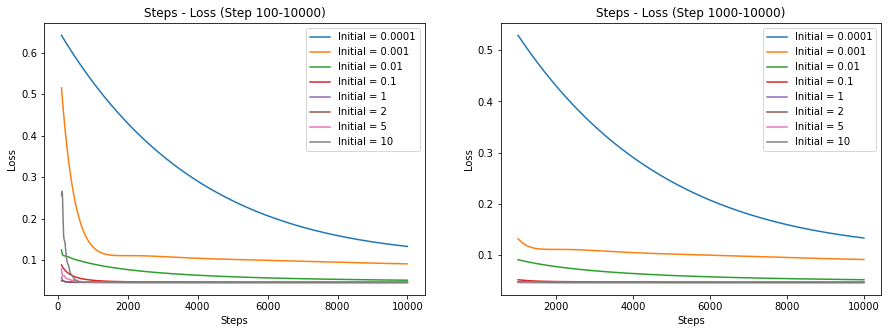 Steps - Loss (Step 100-10000)
Loss
0.6
0.5
0.4
0.3
0.2
0.1
Initial = 0.0001
Initial = 0.001
Initial = 0.01
Initial = 0.1
Initial = 1
Initial = 2
Initial = 5
Initial = 10
0 2000 4000 6000 8000 10000
Steps
Steps - Loss (Step 1000-10000)
Loss
0.5
0.4
0.3
0.2
0.1
Initial = 0.0001
Initial = 0.001
Initial = 0.01
Initial = 0.1
Initial = 1
Initial = 2
Initial = 5
Initial = 10
2000 4000 6000 8000 10000
Steps